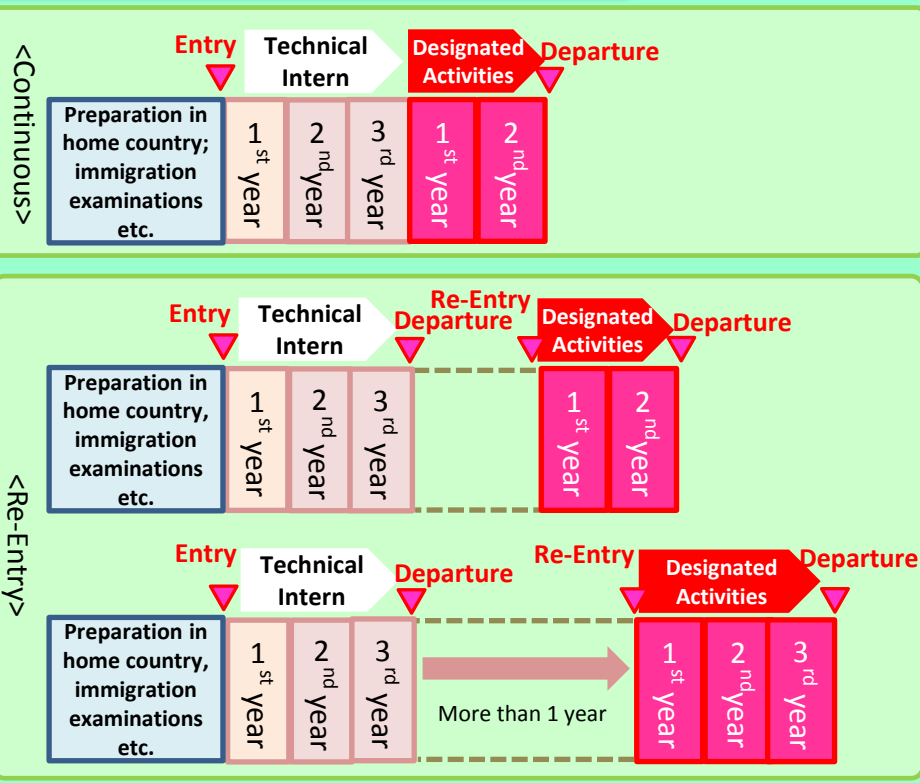 <Continuous>
Entry
Technical
Intern
Designated
Activities
Departure
Preparation in
home country;
immigration
examinations
etc.
1st year
2nd year
3rd year
1st year
2nd year
<Re-Entry>
Entry
Technical
Intern
Departure
Re-Entry
Designated
Activities
Departure
Preparation in
home country,
immigration
examinations
etc.
1st year
2nd year
3rd year
1st year
2nd year
Entry
Technical
Intern
Departure
Re-Entry
Designated
Activities
Departure
Preparation in
home country,
immigration
examinations
etc.
1st year
2nd year
3rd year
More than 1 year
1st year
2nd year
3rd year